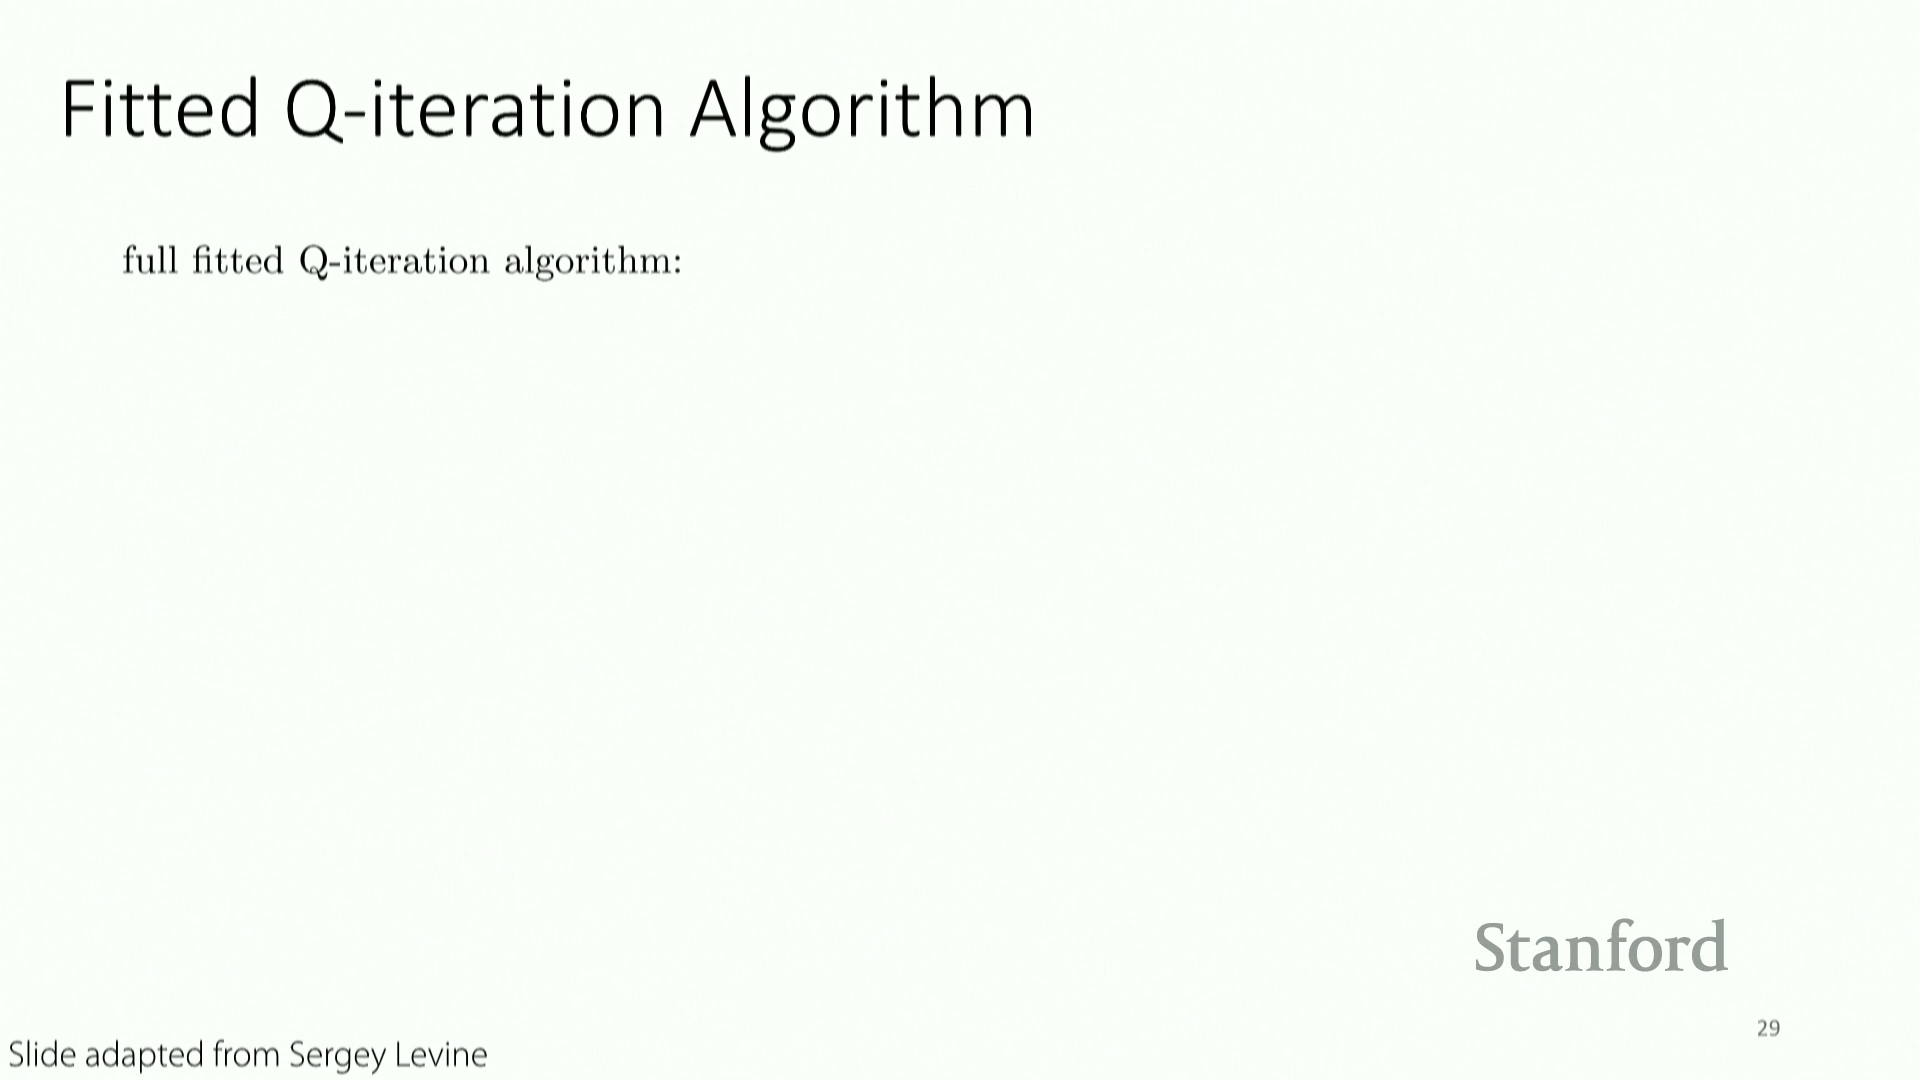 Fitted Q-iteration Algorithm
full fitted Q-iteration algorithm:
Stanford
29
Slide adapted from Sergey Levine